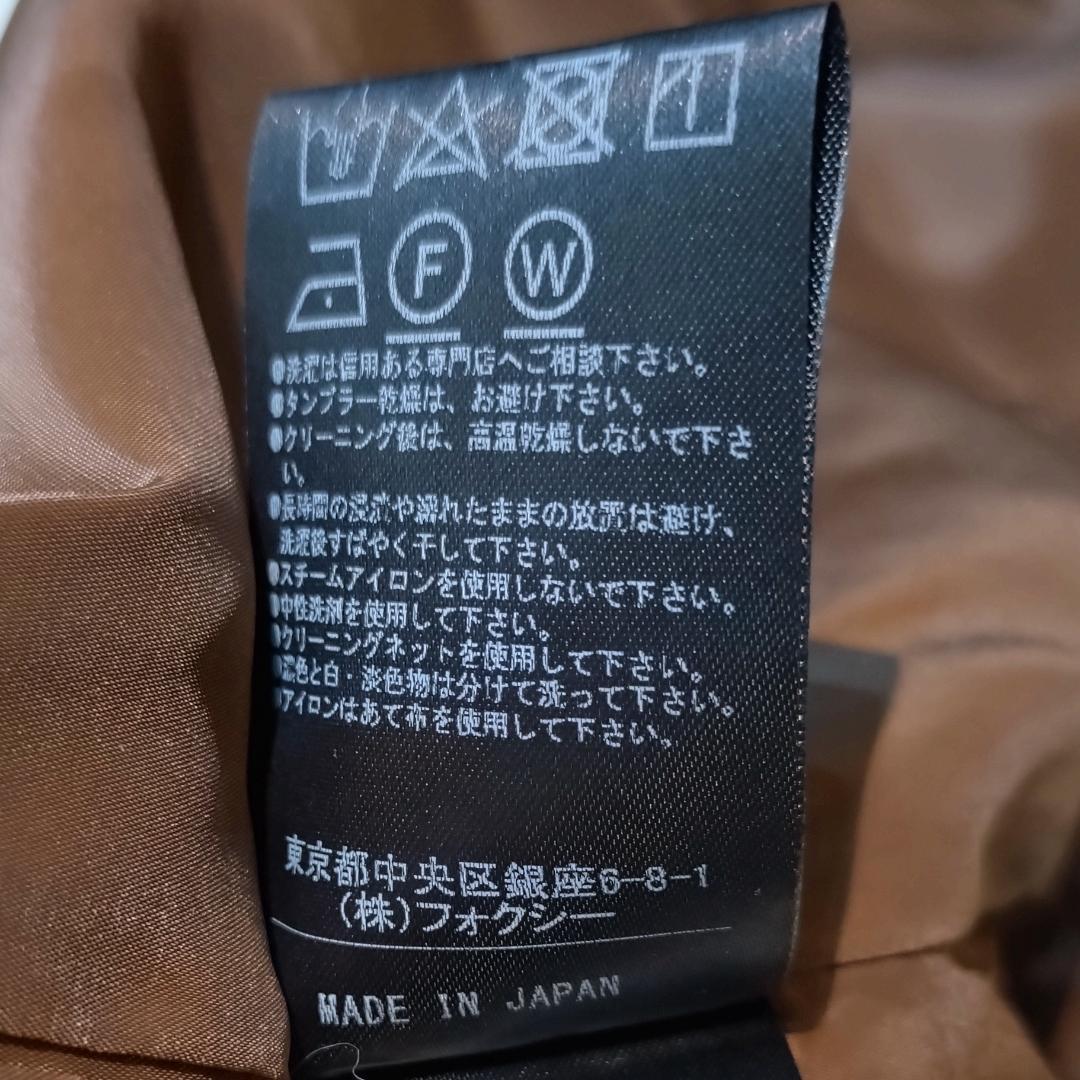 F W
●洗濯は信用ある専門店へご相談下さい。
●タンブラー乾燥は、お避け下さい。
●クリーニング後は、高温乾燥しないで下さ
い。
●長時間の浸漬や濡れたままの放置は避け、
洗濯後すばやく干して下さい。
●スチームアイロンを使用しないで下さい。
●中性洗剤を使用して下さい。
●クリーニングネットを使用して下さい。
●濃色と白・淡色物は分けて洗って下さい。
●アイロンはあて布を使用して下さい。
東京都中央区銀座6-8-1
(株)フォクシー
MADE IN JAPAN